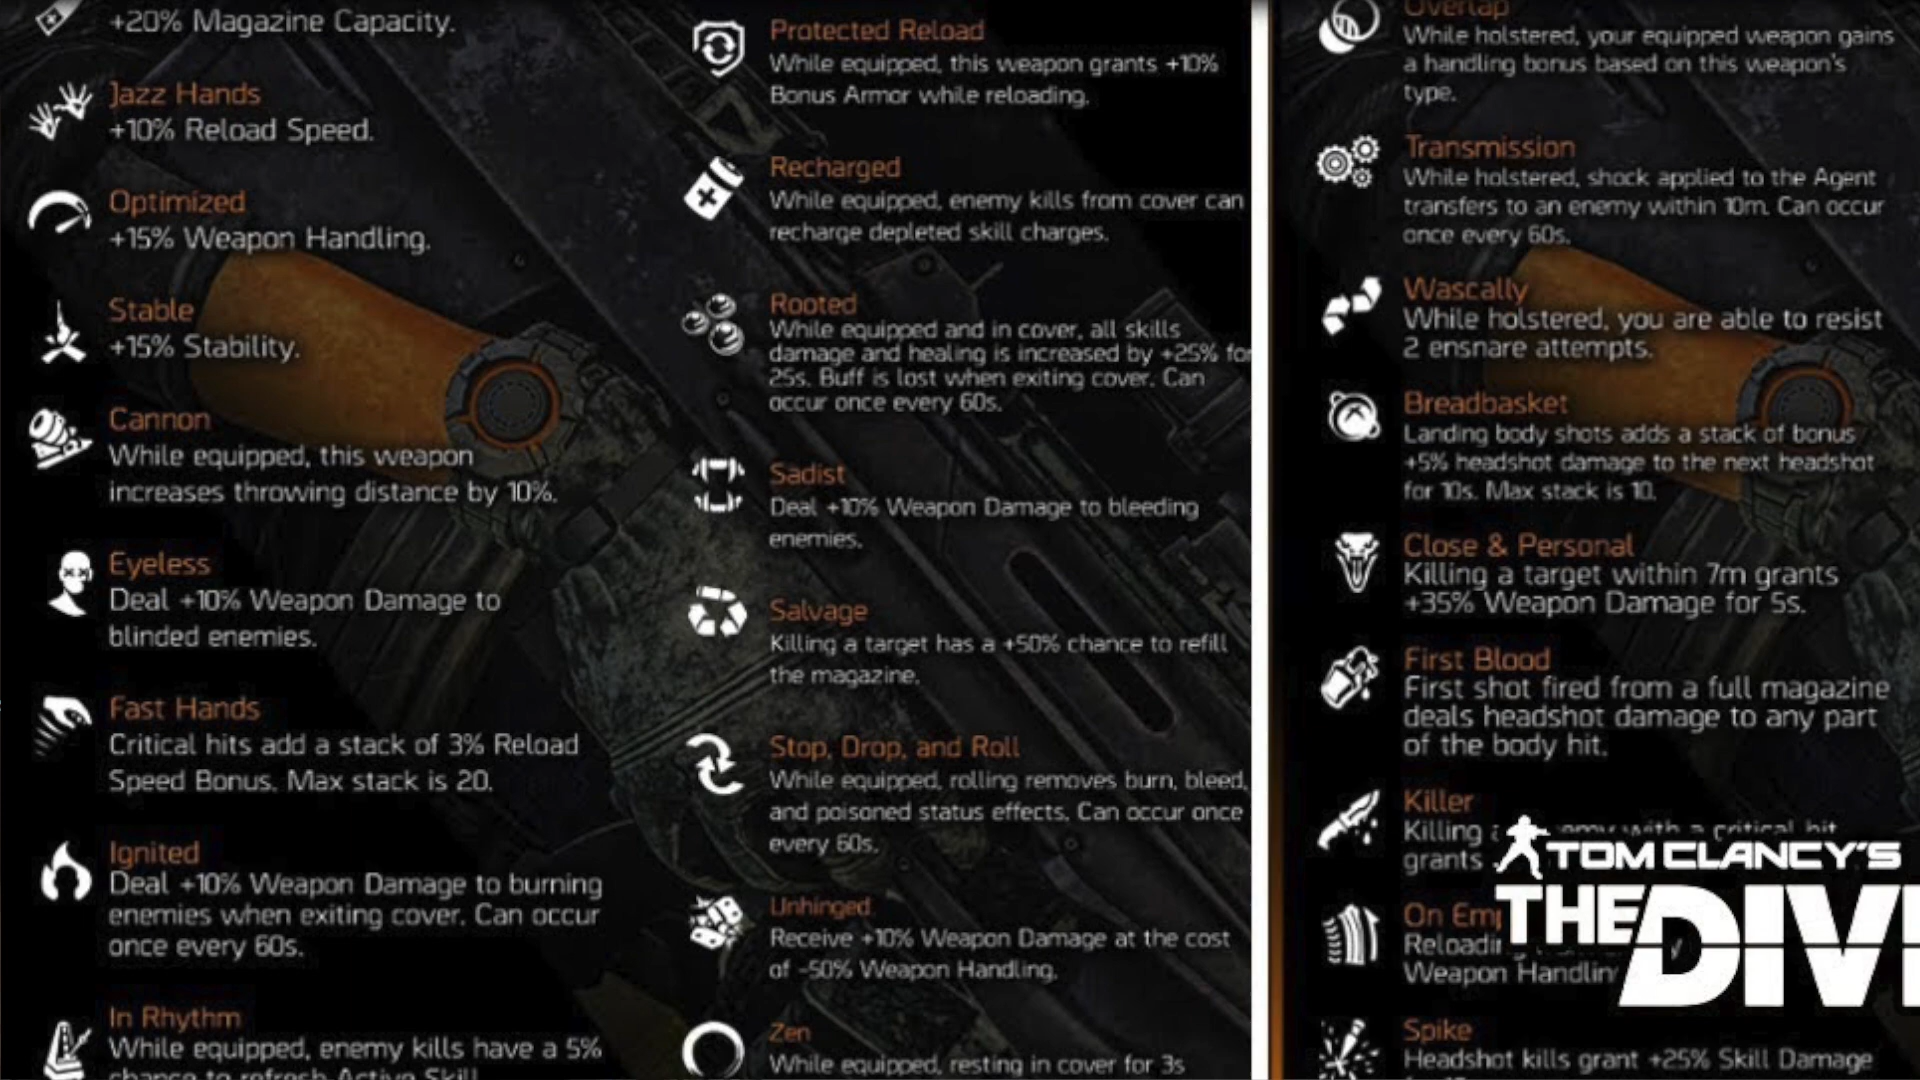 +20% Magazine Capacity.
Jazz Hands
+10% Reload Speed.
Optimized
+15% Weapon Handling.
Stable
+15% Stability.
Cannon
While equipped, this weapon
increases throwing distance by 10%.
Eyeless
Deal +10% Weapon Damage to
blinded enemies.
Fast Hands
Critical hits add a stack of 3% Reload
Speed Bonus. Max stack is 20.
Ignited
Deal +10% Weapon Damage to burning
enemies when exiting cover. Can occur
once every 60s.
In Rhythm
While equipped, enemy kills have a 5%
chance to refresh Active Skill
Protected Reload
While equipped, this weapon grants +10%
Bonus Armor while reloading.
Recharged
While equipped, enemy kills from cover can
recharge depleted skill charges.
Rooted
While equipped and in cover, all skills
damage and healing is increased by +25% for
25s. Buff is lost when exiting cover. Can
occur once every 60s.
Sadist
Deal +10% Weapon Damage to bleeding
enemies.
Salvage
Killing a target has a +50% chance to refill
the magazine.
Stop, Drop, and Roll
While equipped, rolling removes burn, bleed,
and poisoned status effects. Can occur once
every 60s.
Unhinged
Receive +10% Weapon Damage at the cost
of -50% Weapon Handling.
Zen
While equipped, resting in cover for 3s
Overlap
While holstered, your equipped weapon gains
a handling bonus based on this weapon's
type.
Transmission
While holstered, shock applied to the Agent
transfers to an enemy within 10m. Can occur
once every 60s.
Wascally
While holstered, you are able to resist
2 ensnare attempts.
Breadbasket
Landing body shots adds a stack of bonus
+5% headshot damage to the next headshot
for 10s. Max stack is 10.
Close & Personal
Killing a target within 7m grants
+35% Weapon Damage for 5s.
First Blood
First shot fired from a full magazine
deals headshot damage to any part
of the body hit.
Killer
Killing with a critical hit
grants
On
Weapon
Spike
Headshot kills grant +25% Skill Damage
TOM CLANCY'S
THE DIVI